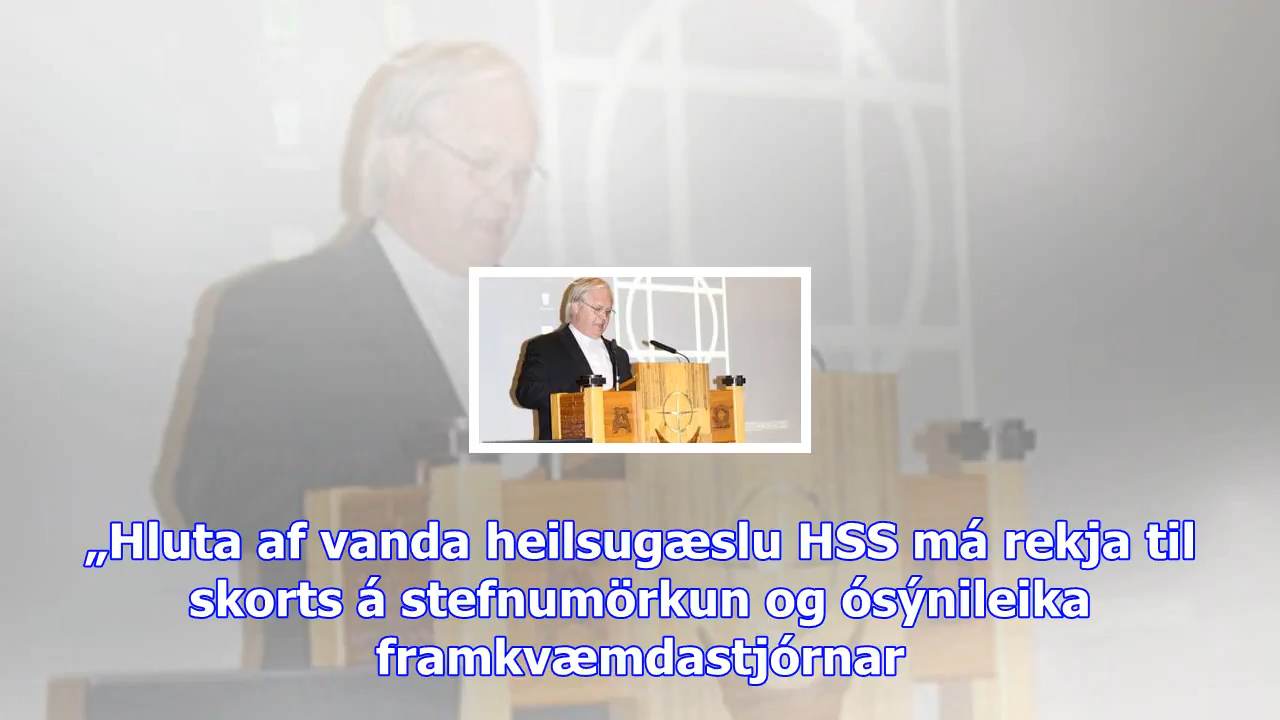 „Hluta af vanda heilsugæslu HSS má rekja til
skorts á stefnumörkun og ósýnileika
framkvæmdastjórnar